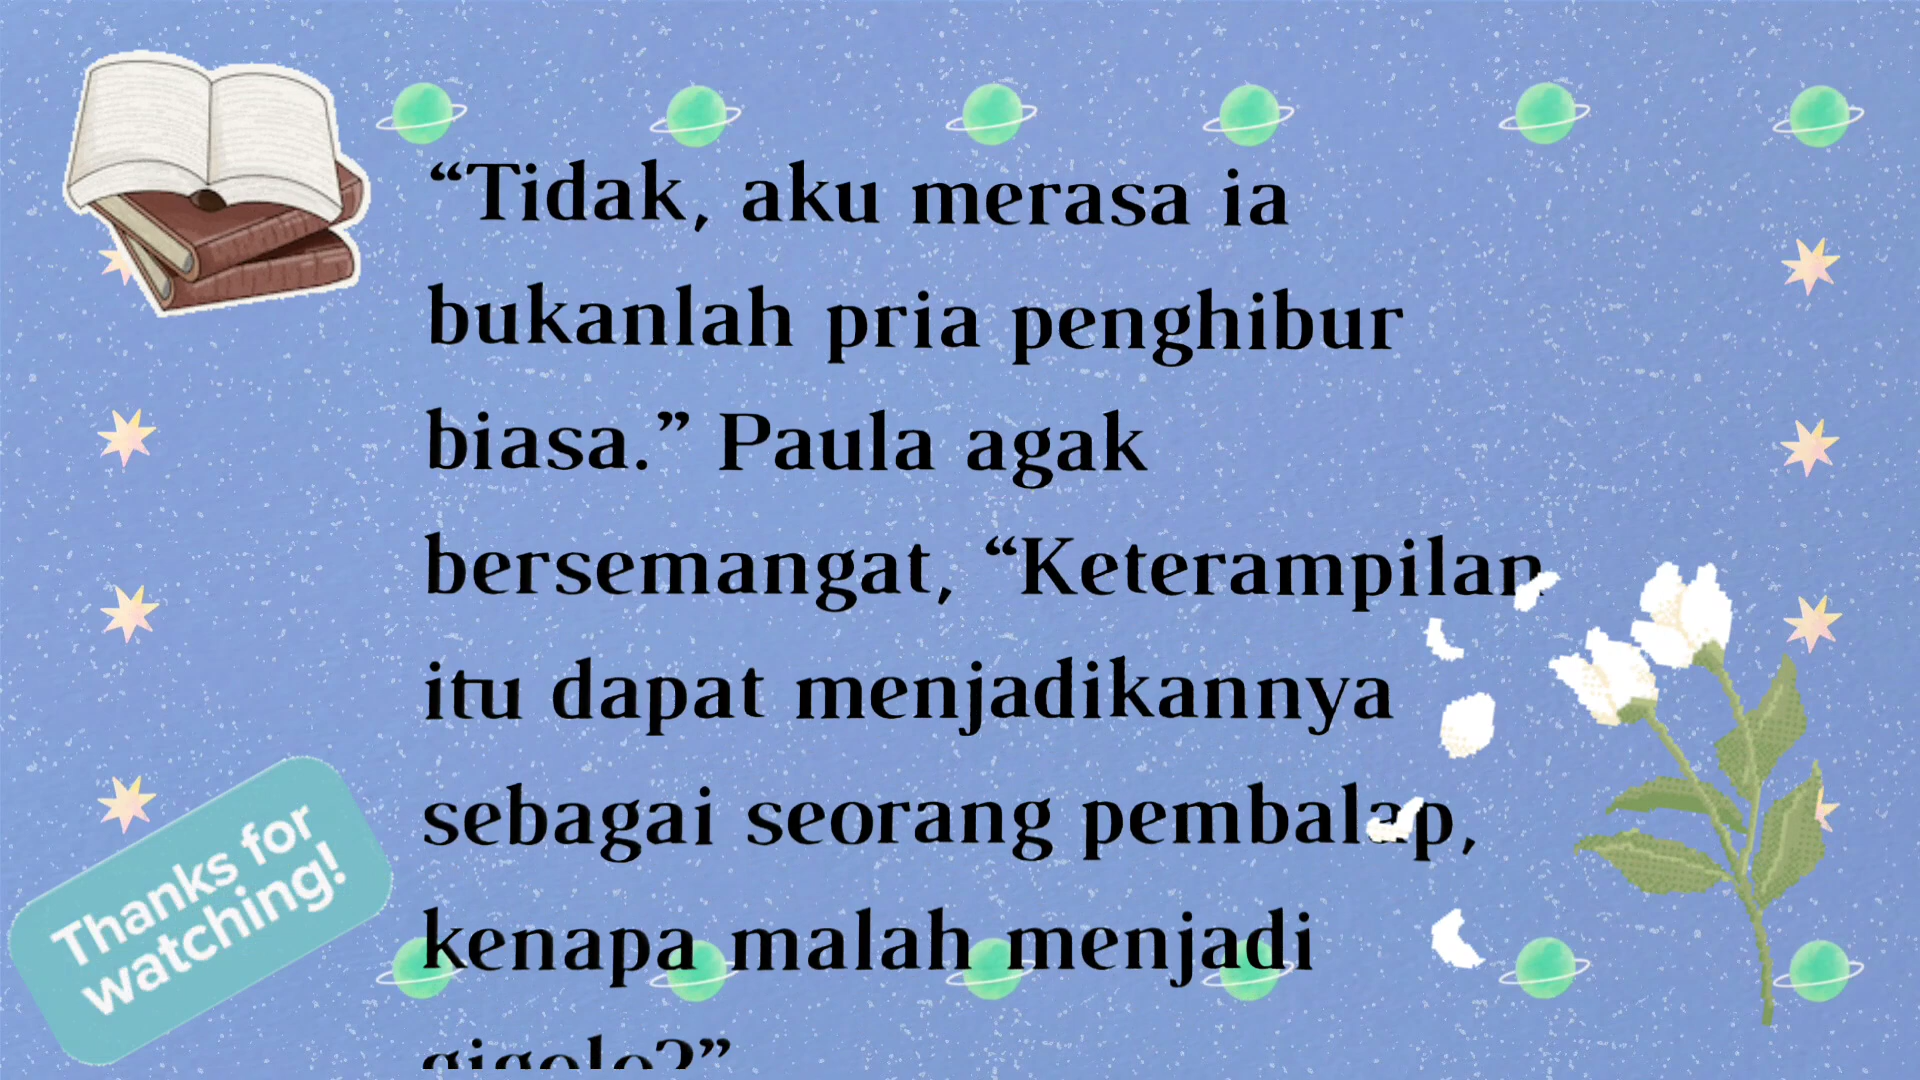 “Tidak, aku merasa ia
bukanlah pria penghibur
biasa.” Paula agak
bersemangat, “Keterampilan
itu dapat menjadikannya
sebagai seorang pembalap,
kenapa malah menjadi
gigolo?”
Thanks for
watching!